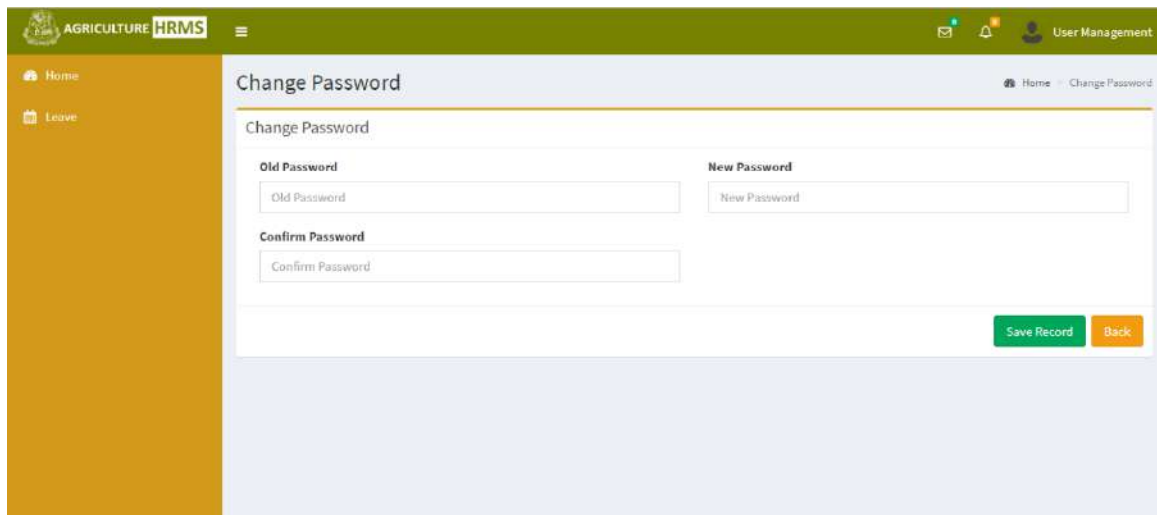 AGRICULTURE HRMS
User Management
Home
Leave
Change Password
Home Change Password
Change Password
Old Password New Password
Old Password New Password
Confirm Password
Confirm Password
Save Record Back